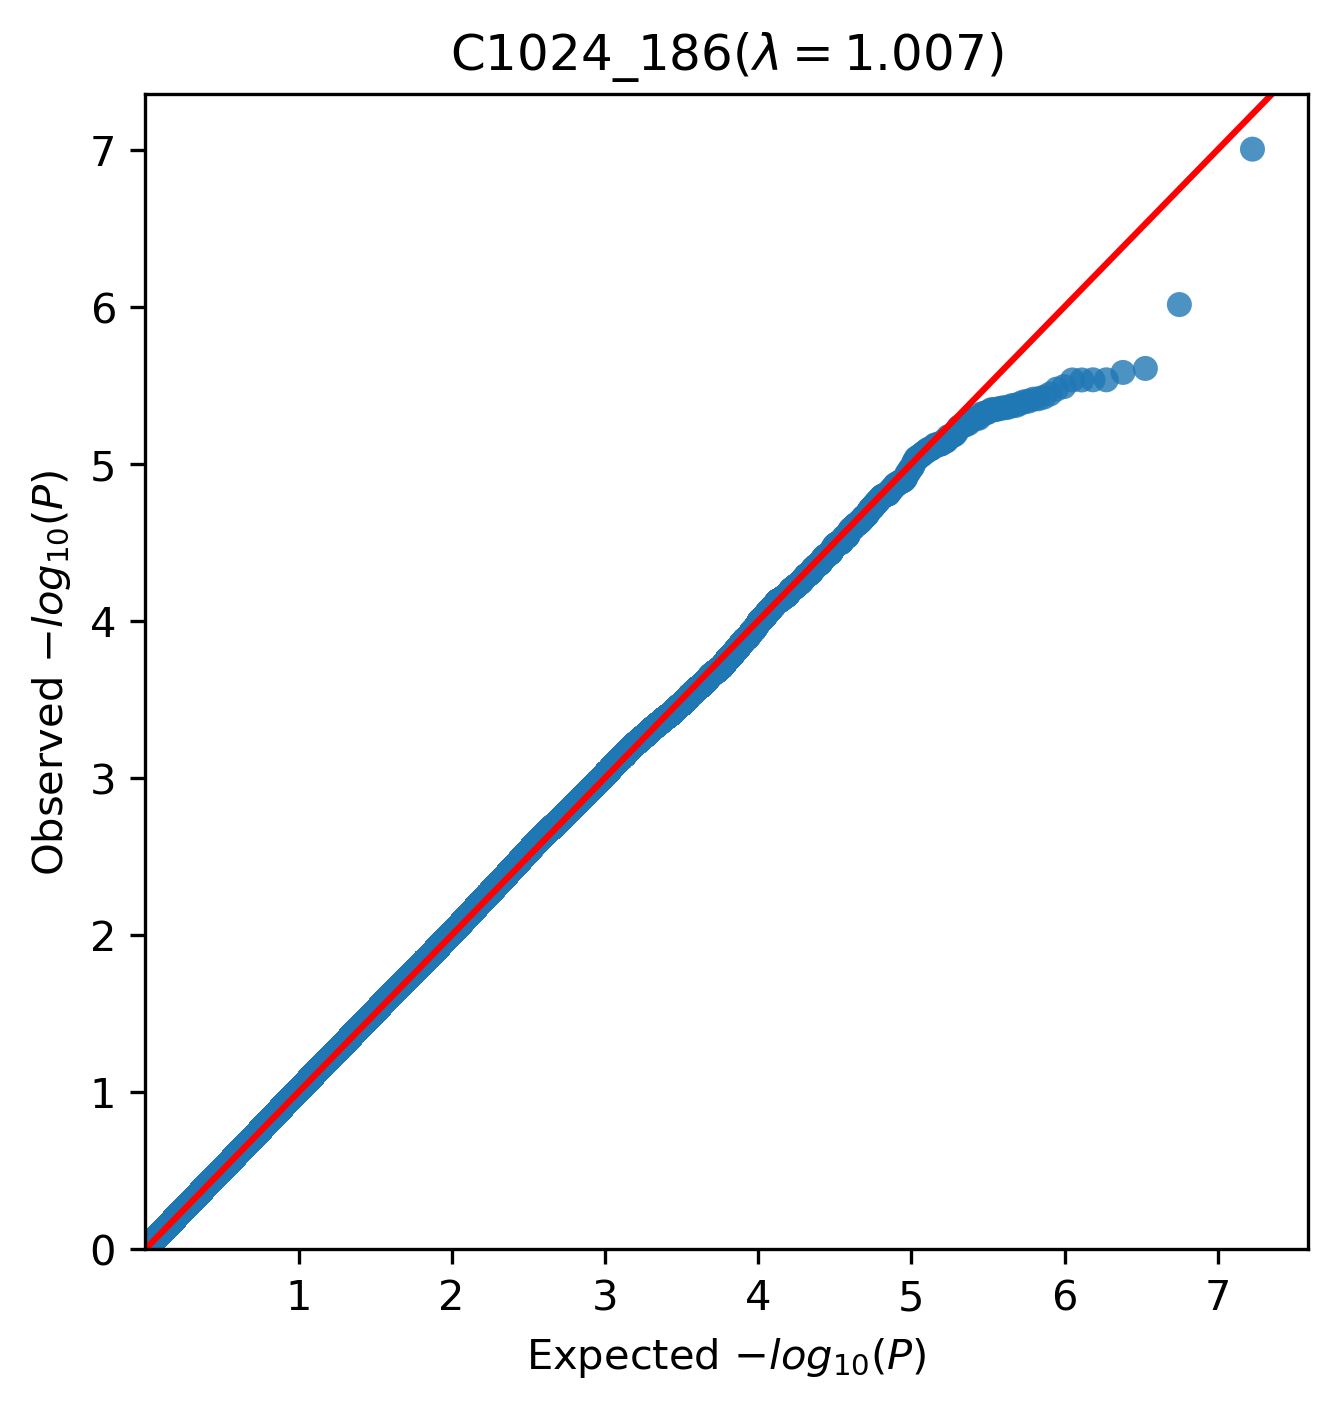 C1024_186(λ = 1.007)
Observed −log₁₀(P)
7
6
5
4
3
2
1
0
1 2 3 4 5 6 7
Expected −log₁₀(P)